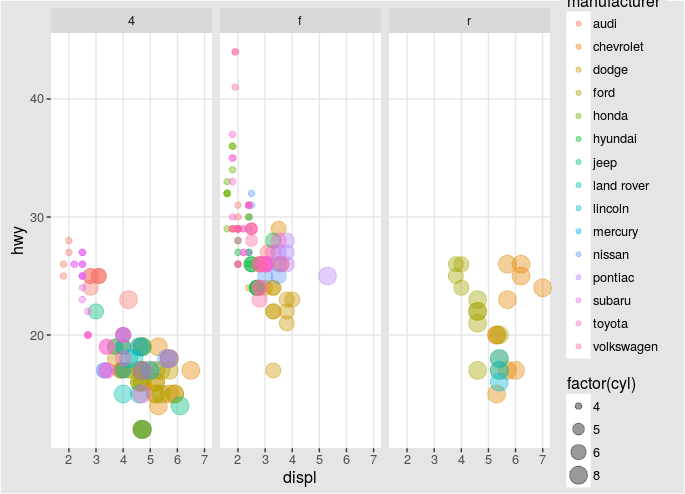 manufacturer
4 f r
audi
chevrolet
dodge
ford
honda
hyundai
jeep
land rover
lincoln
mercury
nissan
pontiac
subaru
toyota
volkswagen
factor(cyl)
4
5
6
8
hwy
40
30
20
2 3 4 5 6 7 2 3 4 5 6 7 2 3 4 5 6 7
displ